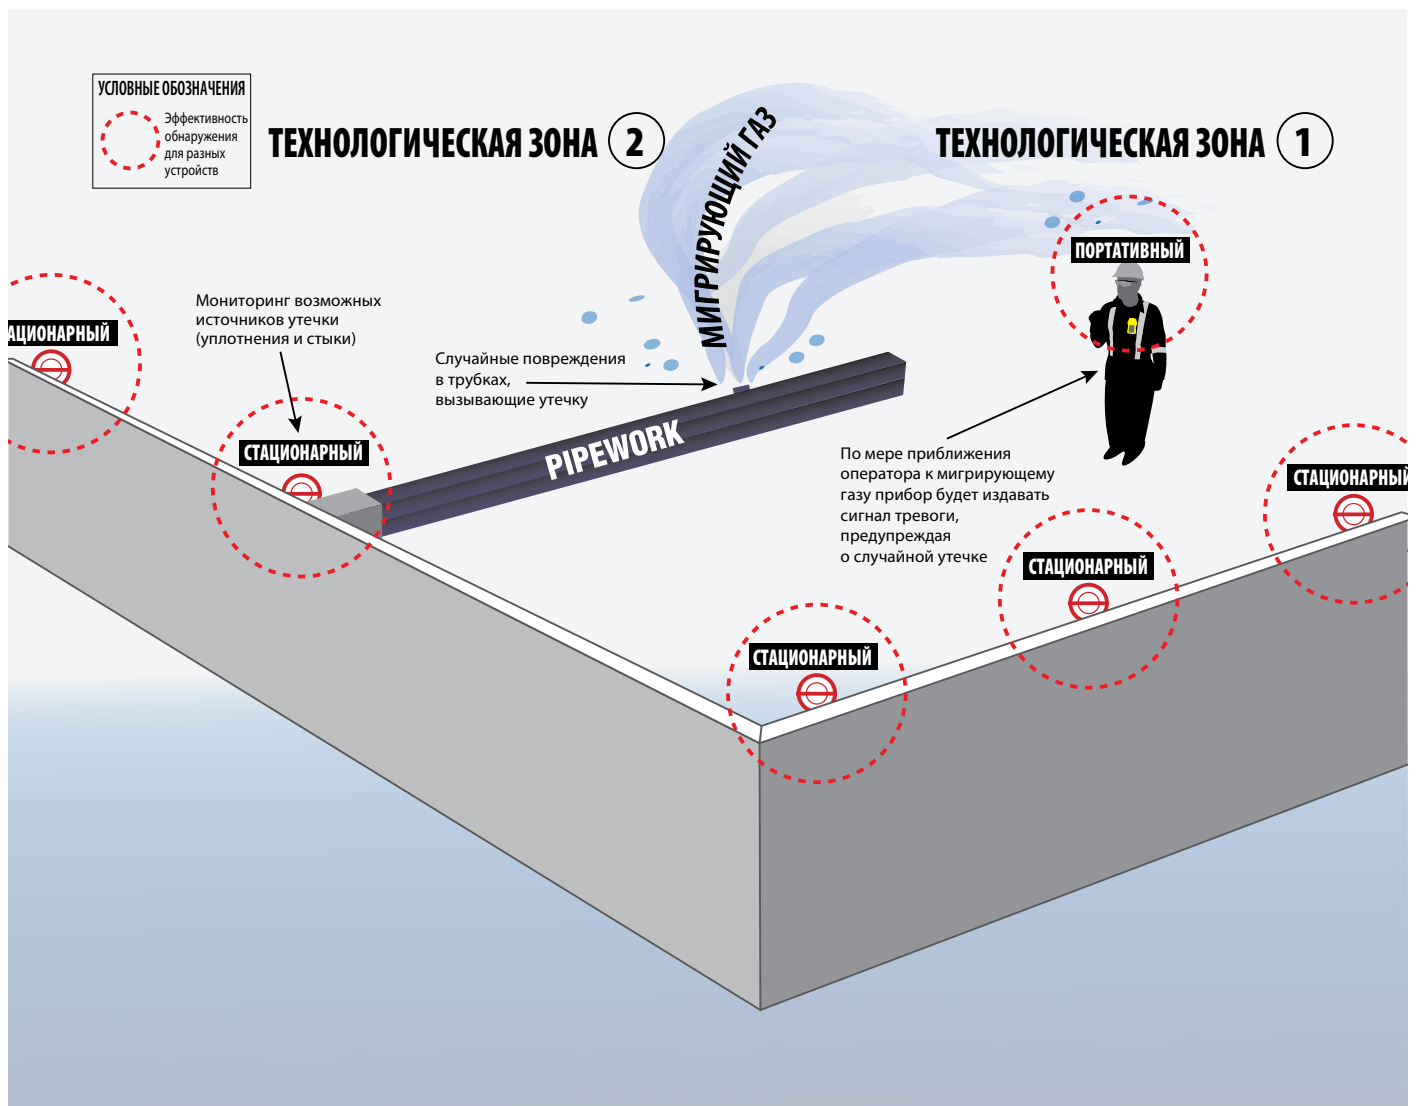 УСЛОВНЫЕ ОБОЗНАЧЕНИЯ
Эффективность
обнаружения
для разных
устройств
ТЕХНОЛОГИЧЕСКАЯ ЗОНА 2
ТЕХНОЛОГИЧЕСКАЯ ЗОНА 1
МИГРИРУЮЩИЙ ГАЗ
ПОРТАТИВНЫЙ
Мониторинг возможных
источников утечки
(уплотнения и стыки)
АЦИОНАРНЫЙ
Случайные повреждения
в трубках,
вызывающие утечку
СТАЦИОНАРНЫЙ
PIPEWORK
По мере приближения
оператора к мигрирующему
газу прибор будет издавать
сигнал тревоги,
предупреждая
о случайной утечке
СТАЦИОНАРНЫЙ
СТАЦИОНАРНЫЙ
СТАЦИОНАРНЫЙ